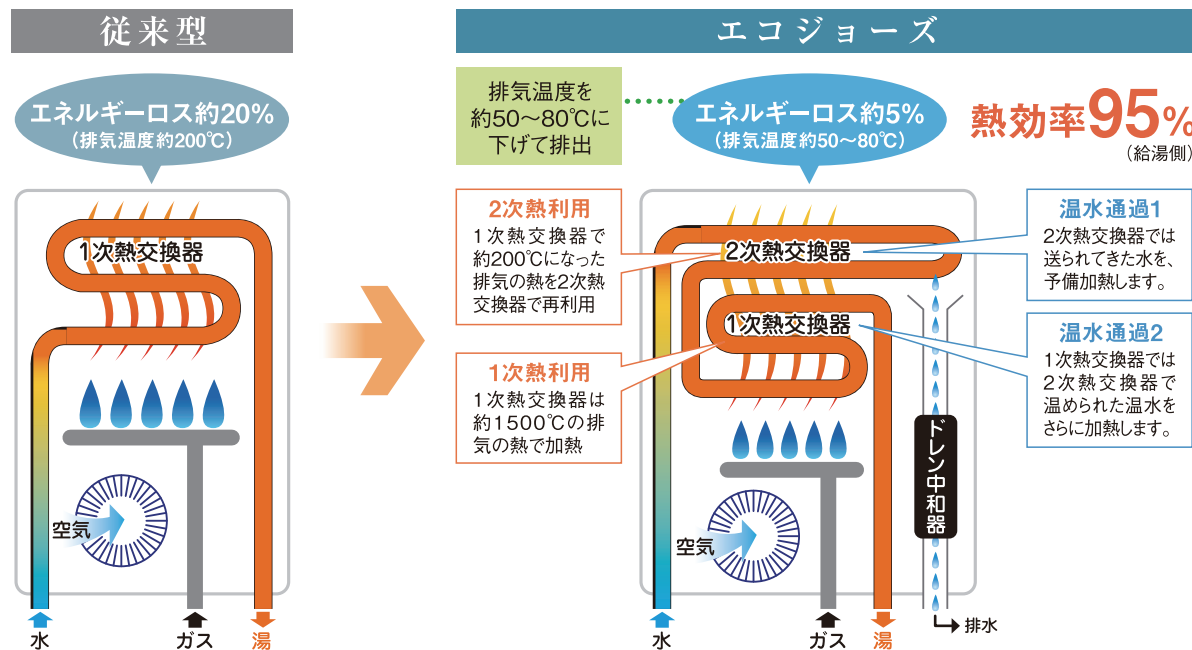 従来型
エネルギーロス約20%
(排気温度約200℃)
1次熱交換器
空気
水
ガス
湯
エコジョーズ
排気温度を
約50〜80℃に
下げて排出
エネルギーロス約5%
(排気温度約50〜80℃)
熱効率95%
(給湯側)
2次熱利用
1次熱交換器で
約200℃になった
排気の熱を2次熱
交換器で再利用
1次熱利用
1次熱交換器は
約1500℃の排
気の熱で加熱
2次熱交換器
1次熱交換器
温水通過1
2次熱交換器では
送られてきた水を、
予備加熱します。
温水通過2
1次熱交換器では
2次熱交換器で
温められた温水を
さらに加熱します。
ドレン中和器
空気
水
ガス
湯
排水